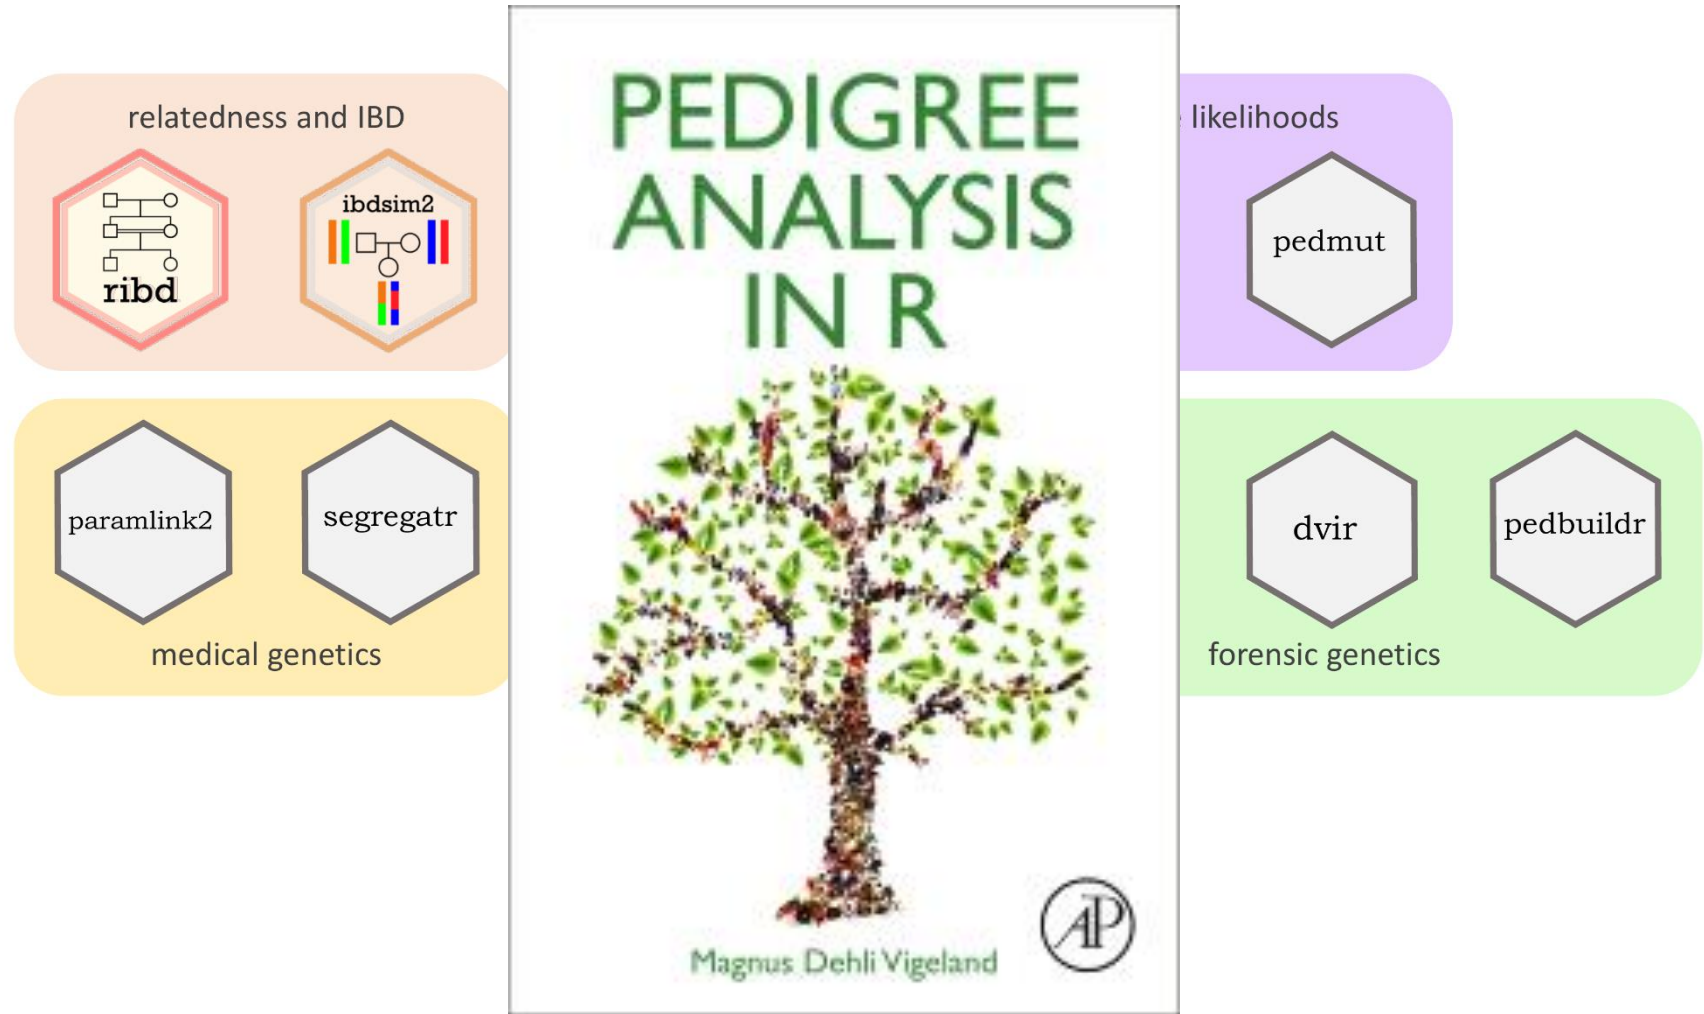 relatedness and IBD
ribd
ibdsim2
paramlink2
segregatr
medical genetics
PEDIGREE
ANALYSIS
IN R
AP
Magnus Dehli Vigeland
likelihoods
pedmut
dvir
pedbuildr
forensic genetics